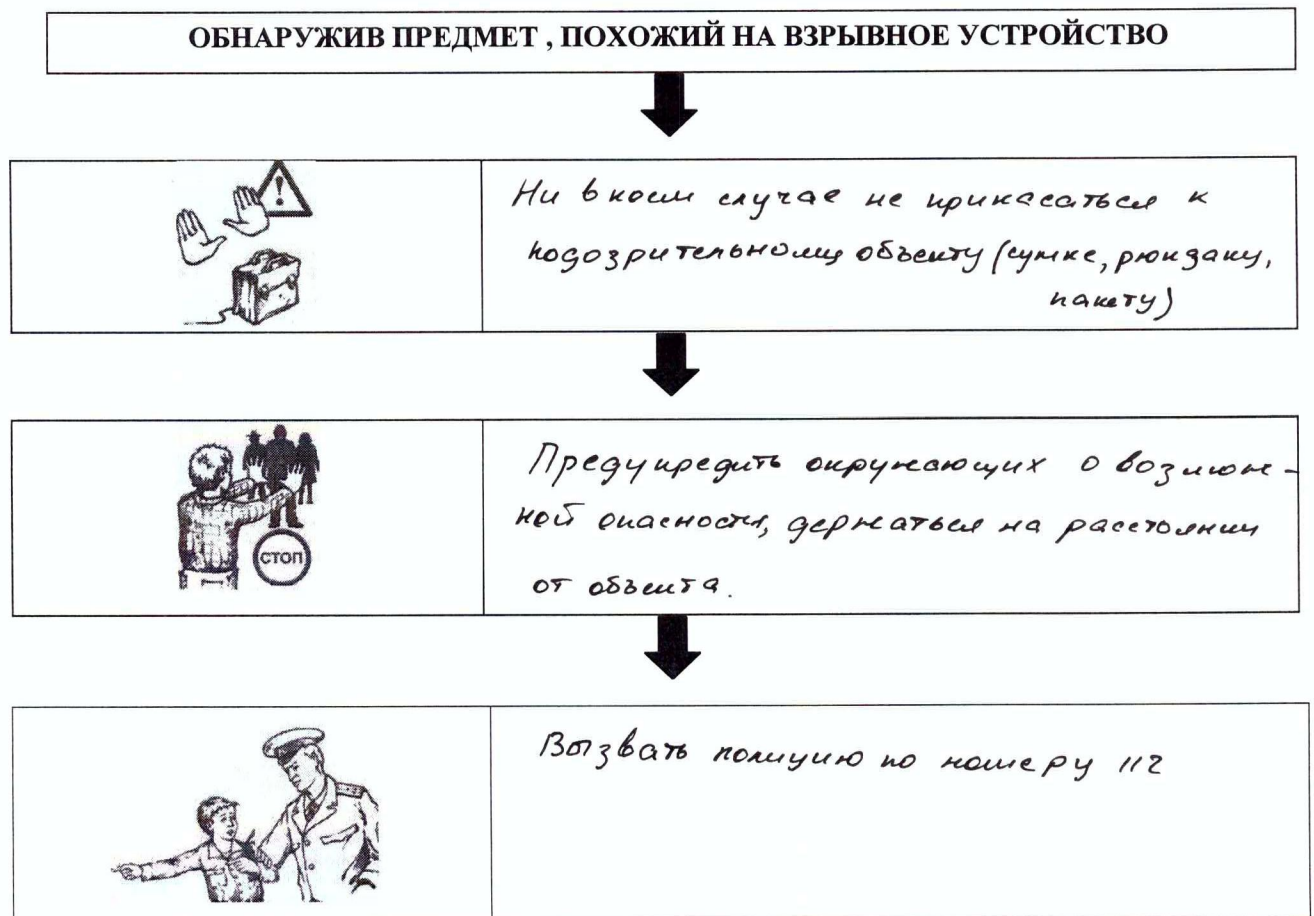 ОБНАРУЖИВ ПРЕДМЕТ , ПОХОЖИЙ НА ВЗРЫВНОЕ УСТРОЙСТВО
Ни в коем случае не прикасаться к
подозрительному объекту (сумке, рюкзаку,
пакету)
Предупредить окружающих о возмож-
ной опасности, держаться на расстоянии
от объекта.
СТОП
Вызвать полицию по номеру 112